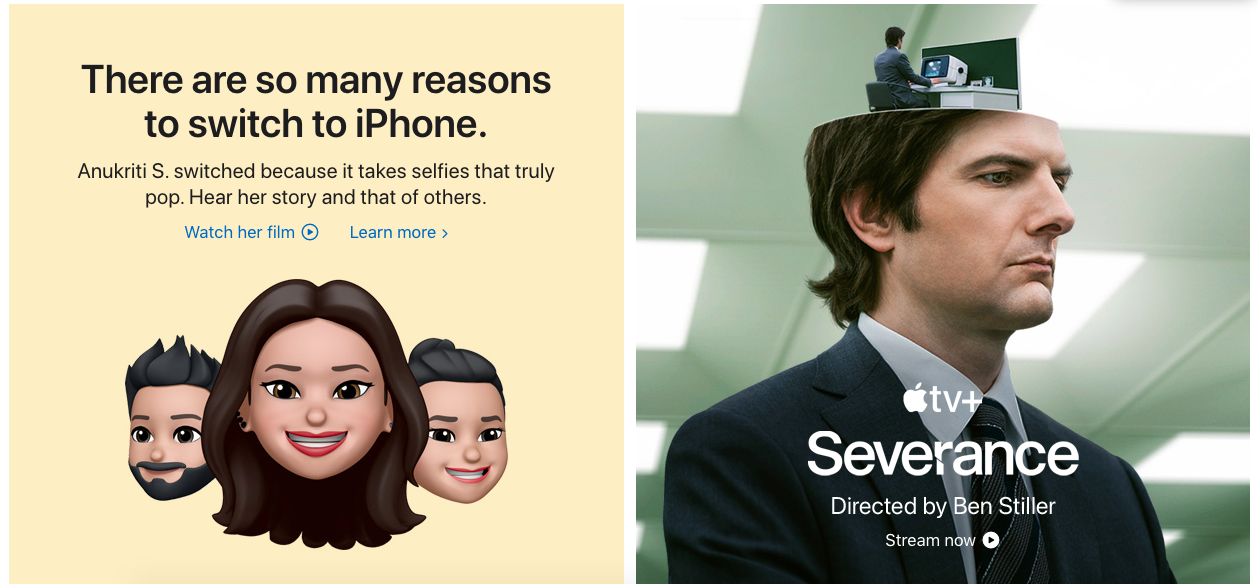 There are so many reasons
to switch to iPhone.
Anukriti S. switched because it takes selfies that truly
pop. Hear her story and that of others.
Watch her film
Learn more >
tv+
Severance
Directed by Ben Stiller
Stream now